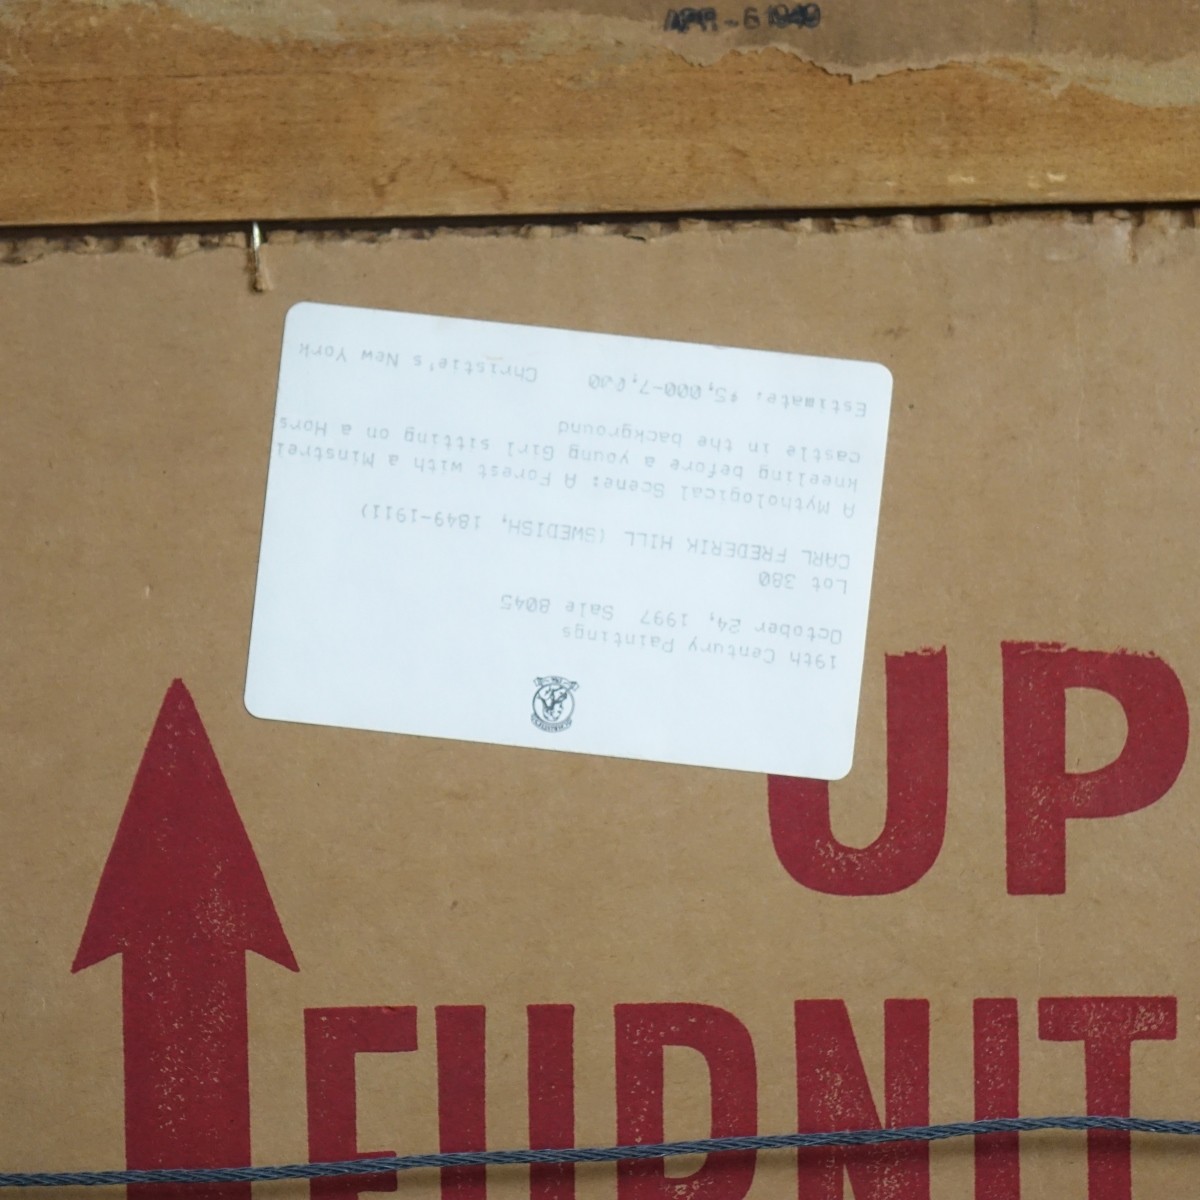 APR - 6 1949
19th Century Paintings
October 24, 1997 Sale 8045
Lot 380
CARL FREDERIK HILL (SWEDISH, 1849-1911)
A Mythological Scene: A Forest with a Minstrel
kneeling before a young Girl sitting on a Hors
castle in the background
Estimate: $5,000-7,000 Christie's New York
UP
FURNIT